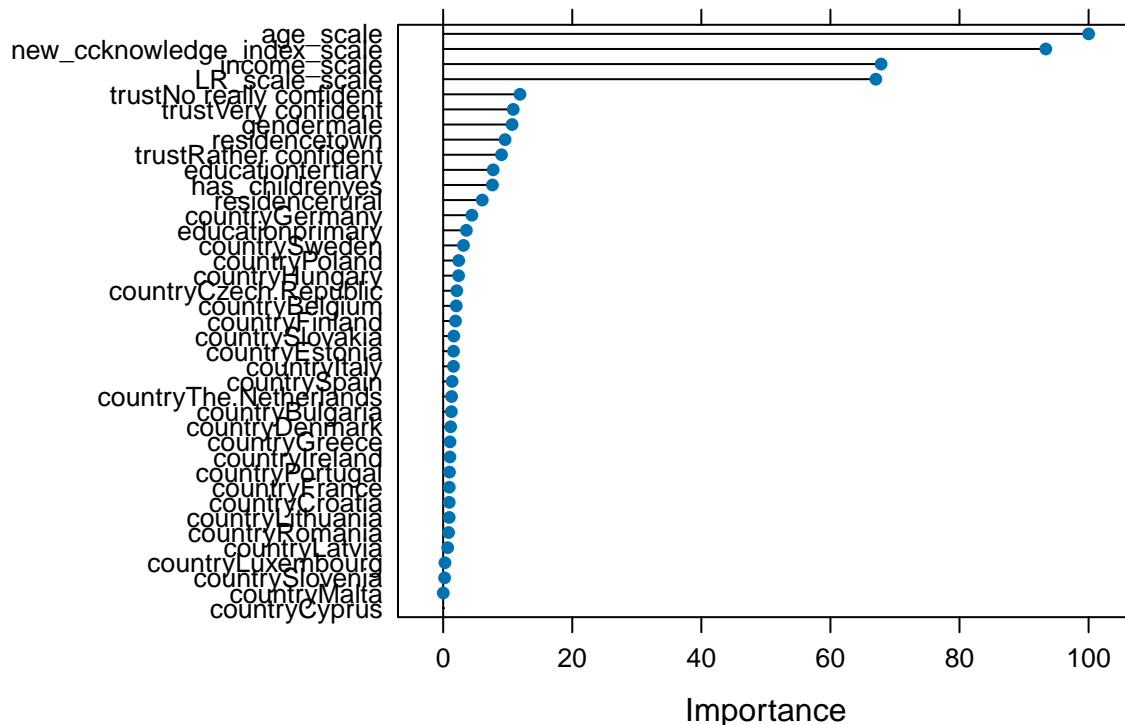 age_scale
new_ccknowledge_index_scale
income_scale
LR_scale_scale
trustNo really confident
trustVery confident
gendermale
residencetown
trustRather confident
educationtertiary
has_childrenyes
residencerural
countryGermany
educationprimary
countrySweden
countryPoland
countryHungary
countryCzech.Republic
countryBelgium
countryFinland
countrySlovakia
countryEstonia
countryItaly
countrySpain
countryThe.Netherlands
countryBulgaria
countryDenmark
countryGreece
countryIreland
countryPortugal
countryFrance
countryCroatia
countryLithuania
countryRomania
countryLatvia
countryLuxembourg
countrySlovenia
countryMalta
countryCyprus
0 20 40 60 80 100
Importance